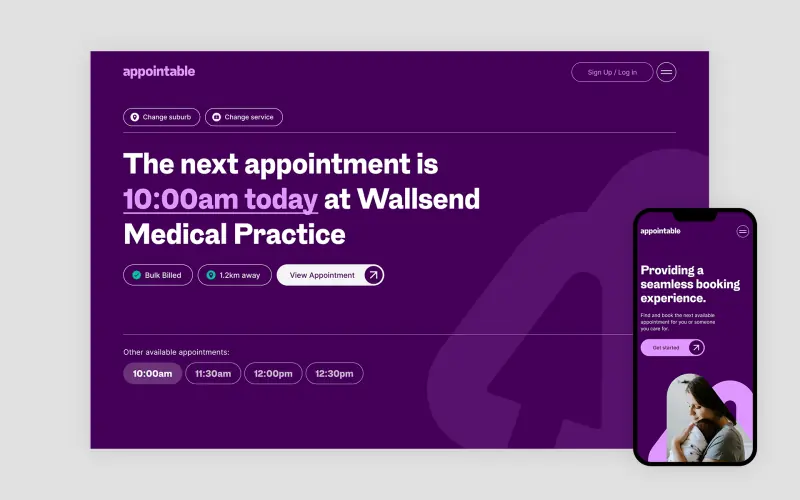 appointable
Sign Up / Log in
Change suburb
Change service
The next appointment is
10:00am today at Wallsend
Medical Practice
Bulk Billed
1.2km away
View Appointment
Other available appointments:
10:00am
11:30am
12:00pm
12:30pm
appointable
Providing a
seamless booking
experience.
Find and book the next available
appointment for you or someone
you care for.
Get started